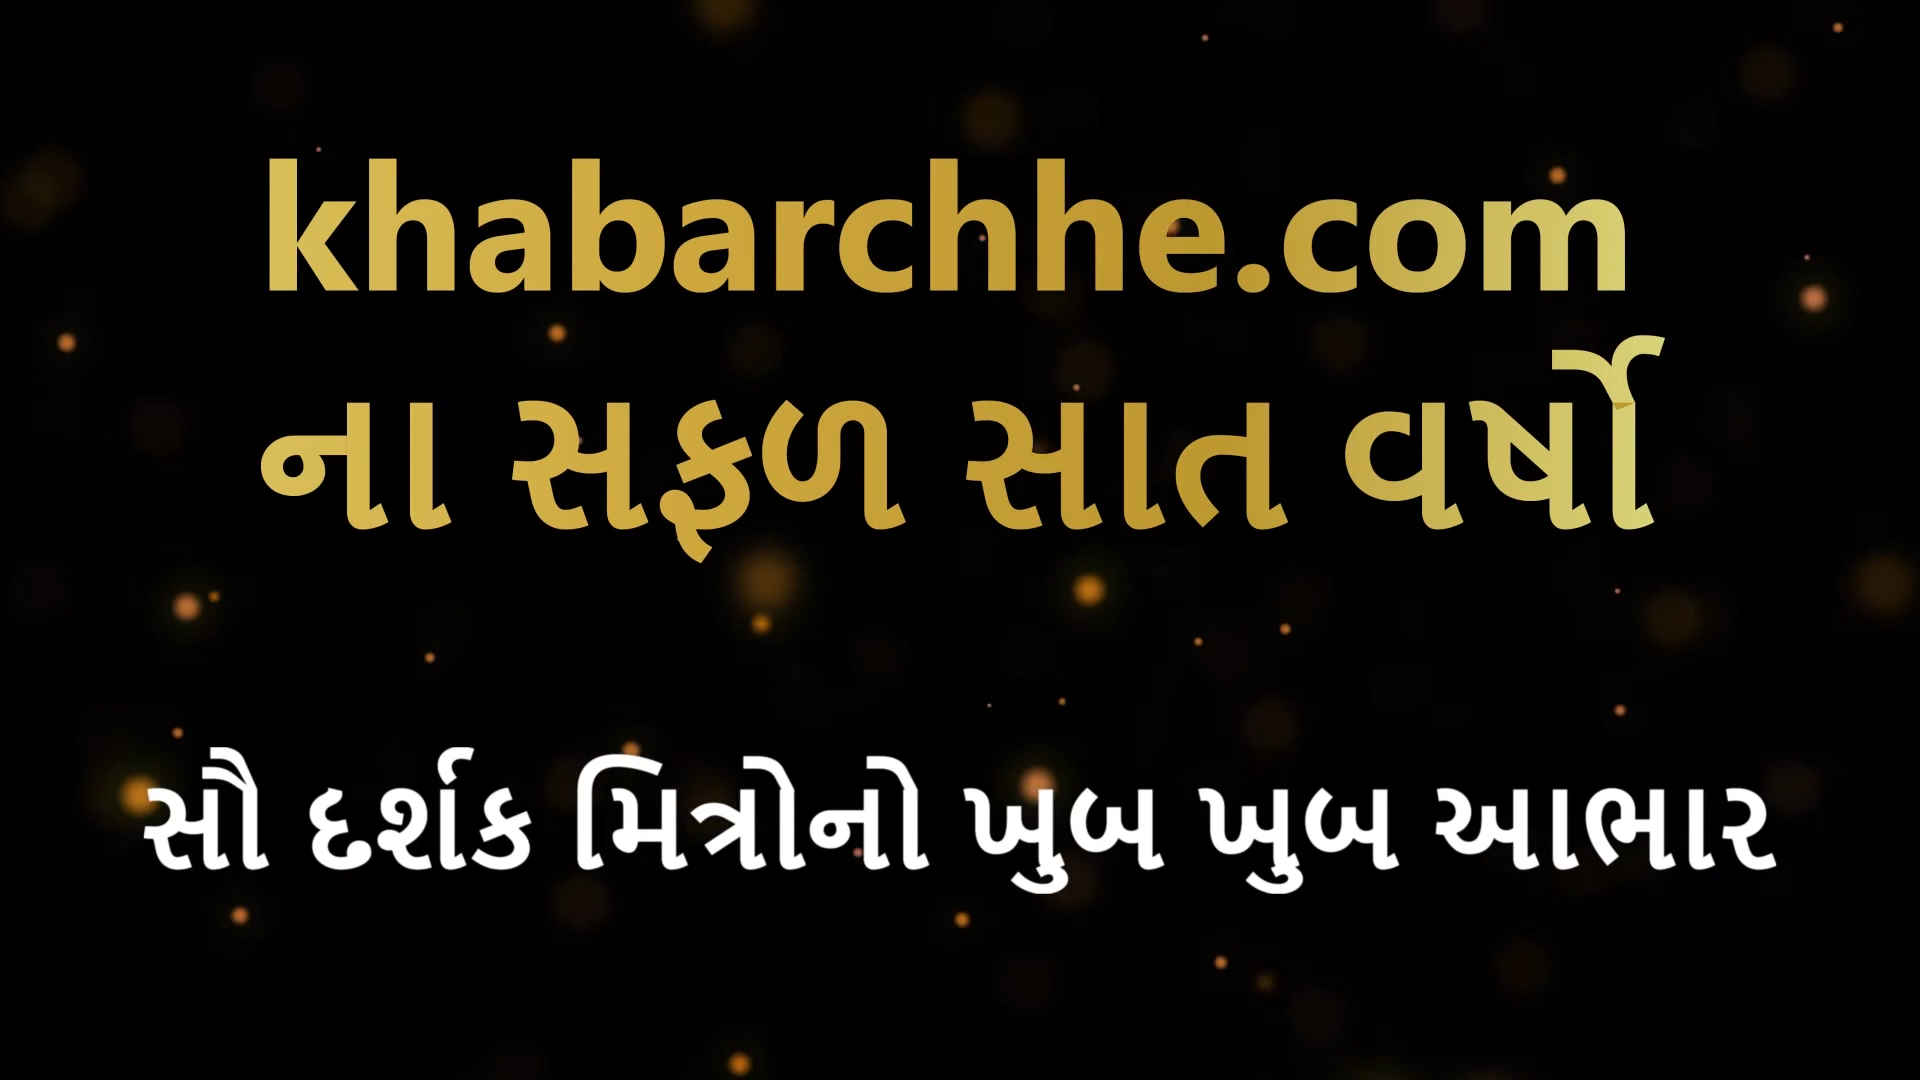 khabarchhe.com
ના સફળ સાત વર્ષો
સૌ દર્શક મિત્રોનો ખુબ ખુબ આભાર